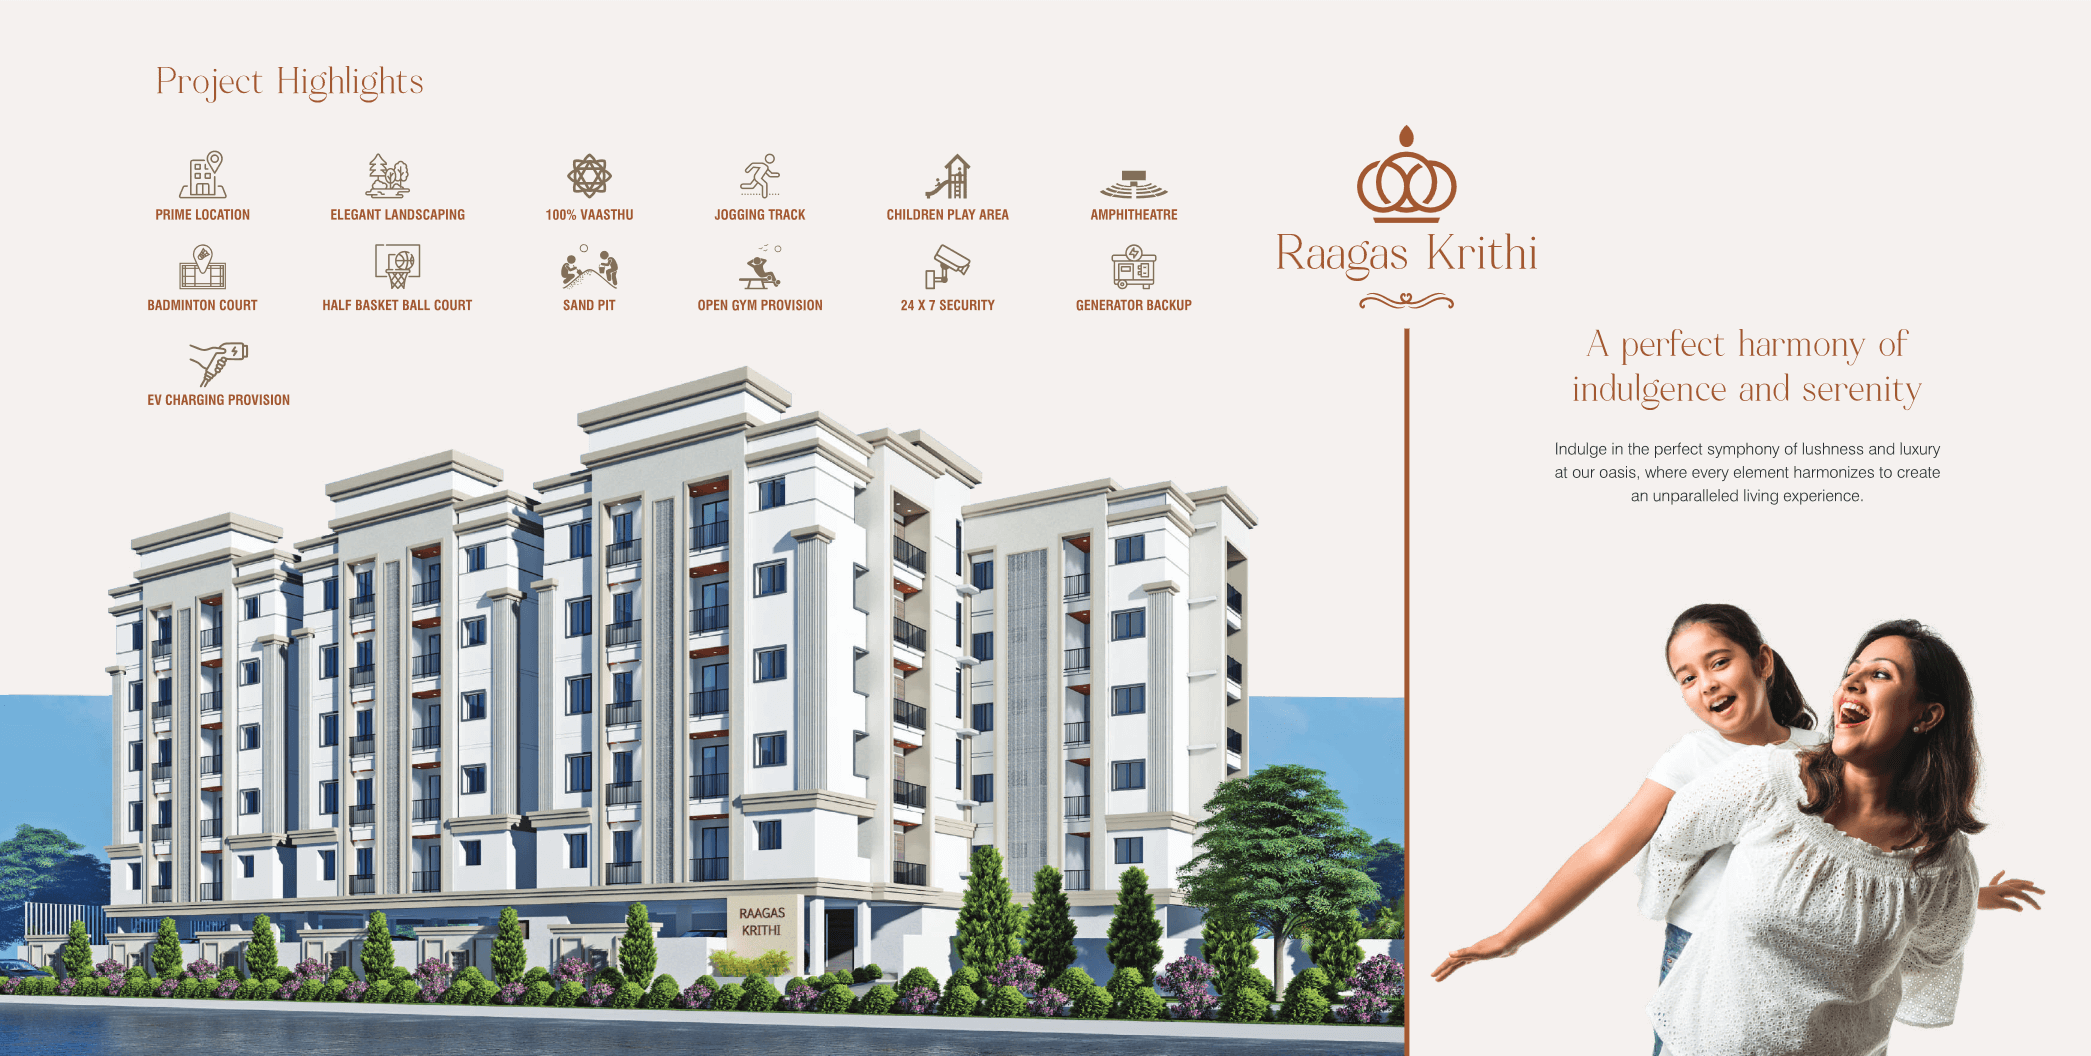 Project Highlights
PRIME LOCATION
ELEGANT LANDSCAPING
100% VAASTHU
JOGGING TRACK
CHILDREN PLAY AREA
AMPHITHEATRE
BADMINTON COURT
HALF BASKET BALL COURT
SAND PIT
OPEN GYM PROVISION
24 X 7 SECURITY
GENERATOR BACKUP
EV CHARGING PROVISION
RAAGAS
KRITHI
Raagas Krithi
A perfect harmony of
indulgence and serenity
Indulge in the perfect symphony of lushness and luxury
at our oasis, where every element harmonizes to create
an unparalleled living experience.